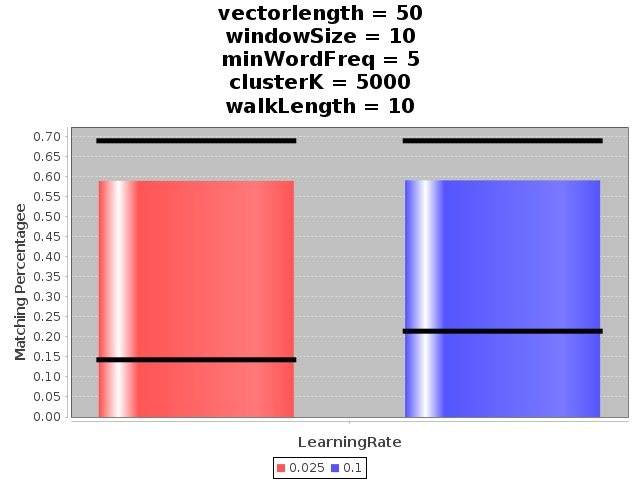 vectorlength = 50
windowSize = 10
minWordFreq = 5
clusterK = 5000
walkLength = 10
0.70
0.65
0.60
0.55
0.50
0.45
0.40
0.35
0.30
0.25
0.20
0.15
0.10
0.05
0.00
Matching Percentagee
LearningRate
0.025 0.1